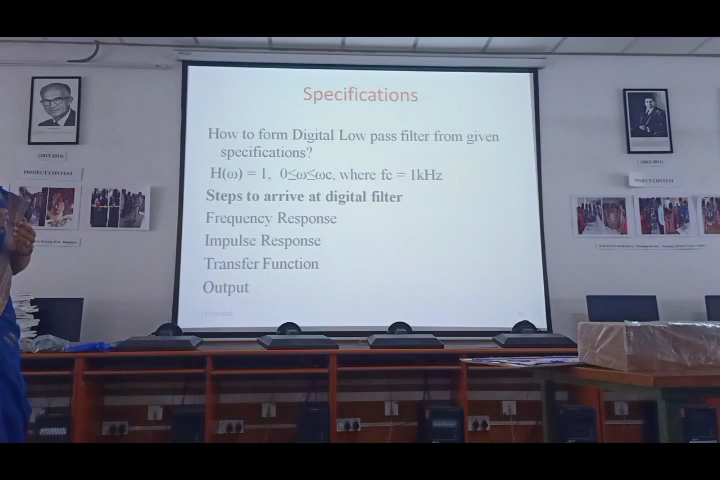 Specifications
How to form Digital Low pass filter from given
specifications?
H(ω) = 1, 0≤ω≤ωc, where fc = 1kHz
Steps to arrive at digital filter
Frequency Response
Impulse Response
Transfer Function
Output
PROJECT CONTEST
PROJECT CONTEST